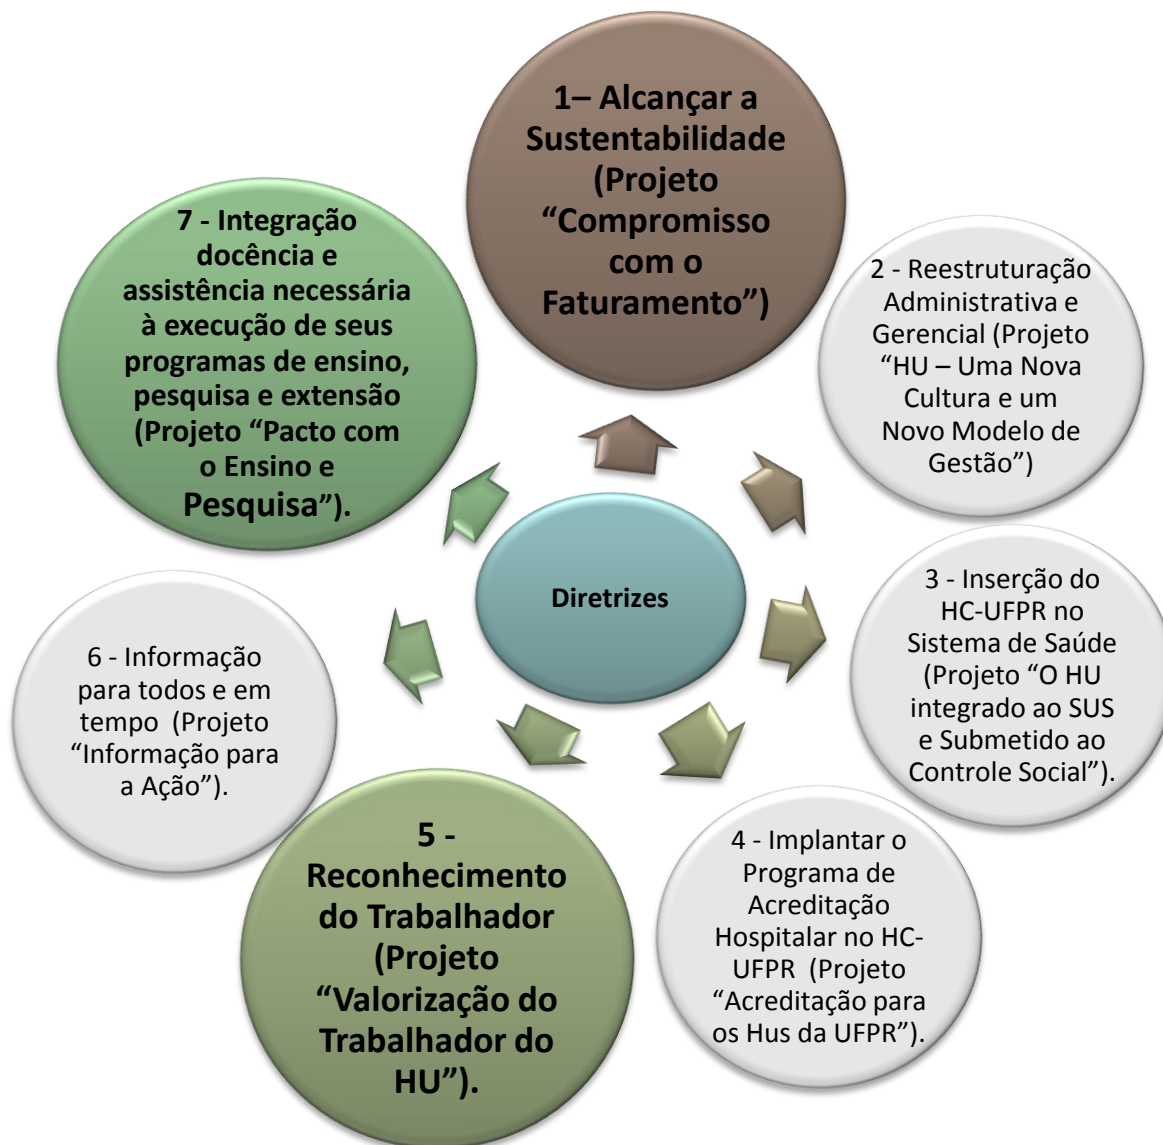 1– Alcançar a
Sustentabilidade
(Projeto
“Compromisso
com o
Faturamento”)
2 - Reestruturação
Administrativa e
Gerencial (Projeto
“HU – Uma Nova
Cultura e um
Novo Modelo de
Gestão”)
3 - Inserção do
HC-UFPR no
Sistema de Saúde
(Projeto “O HU
integrado ao SUS
e Submetido ao
Controle Social”).
4 - Implantar o
Programa de
Acreditação
Hospitalar no HC-
UFPR (Projeto
“Acreditação para
os Hus da UFPR”).
5 -
Reconhecimento
do Trabalhador
(Projeto
“Valorização do
Trabalhador do
HU”).
6 - Informação
para todos e em
tempo (Projeto
“Informação para
a Ação”).
7 - Integração
docência e
assistência necessária
à execução de seus
programas de ensino,
pesquisa e extensão
(Projeto “Pacto com
o Ensino e
Pesquisa”).
Diretrizes